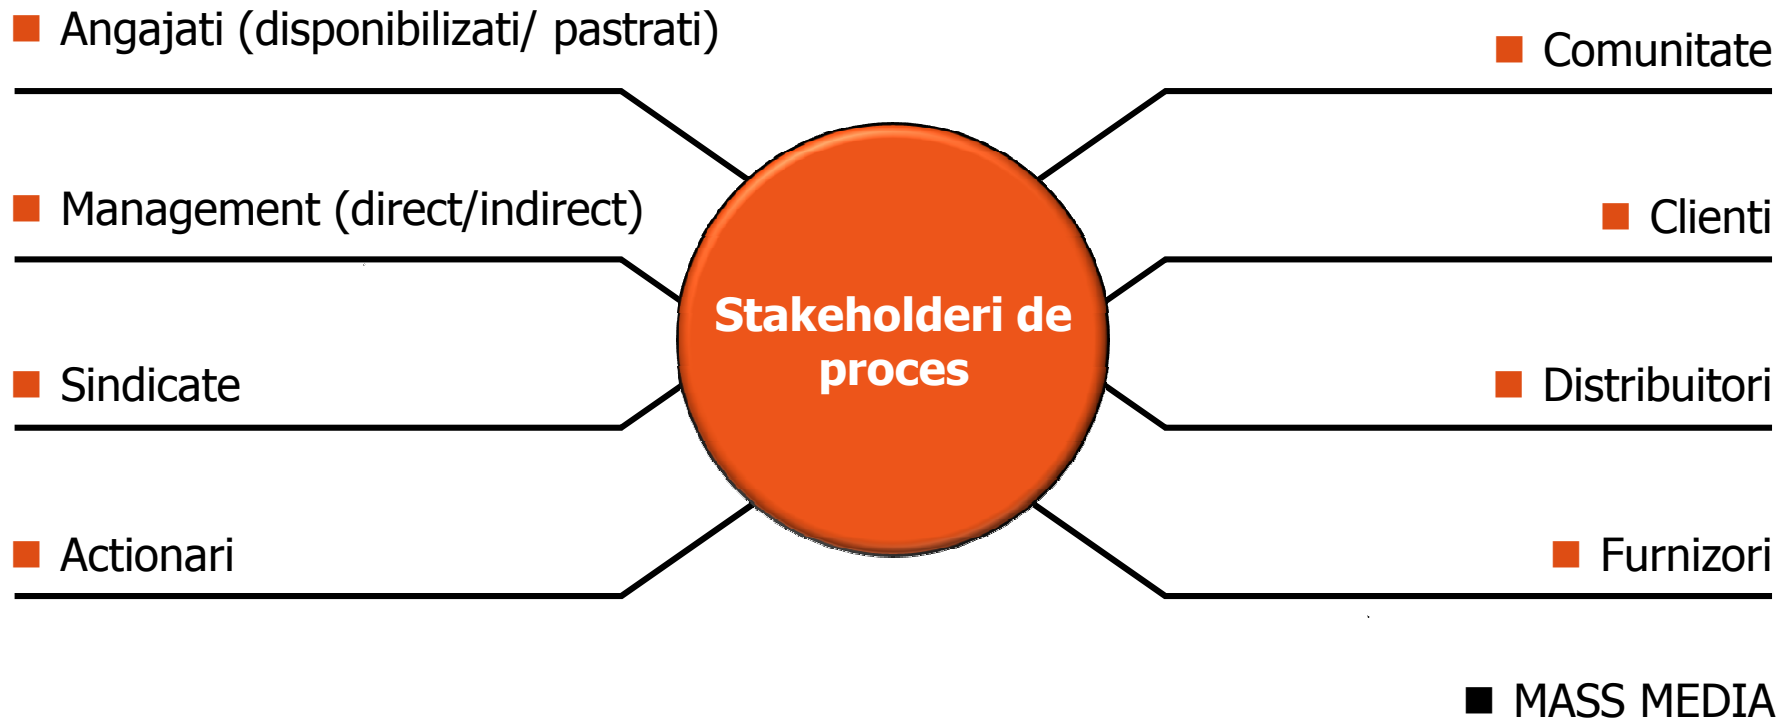 Angajati (disponibilizati/ pastrati)
Management (direct/indirect)
Sindicate
Actionari
Stakeholderi de
proces
Comunitate
Clienti
Distribuitori
Furnizori
MASS MEDIA